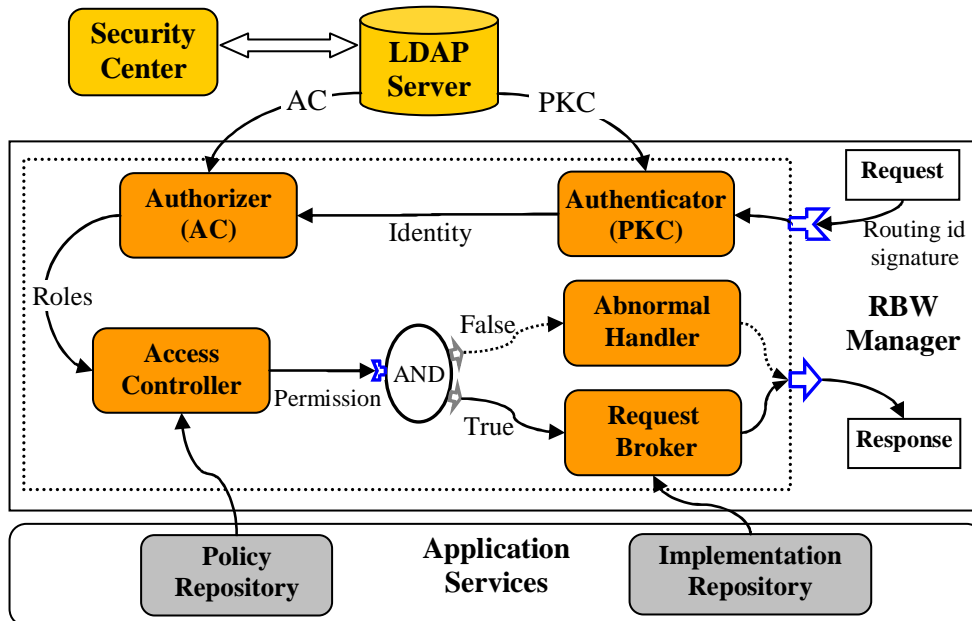 Security
Center
LDAP
Server
AC
PKC
Authorizer
(AC)
Identity
Authenticator
(PKC)
Request
Routing id
signature
RBW
Manager
Roles
Access
Controller
Permission
AND
False
True
Abnormal
Handler
Request
Broker
Response
Policy
Repository
Application
Services
Implementation
Repository